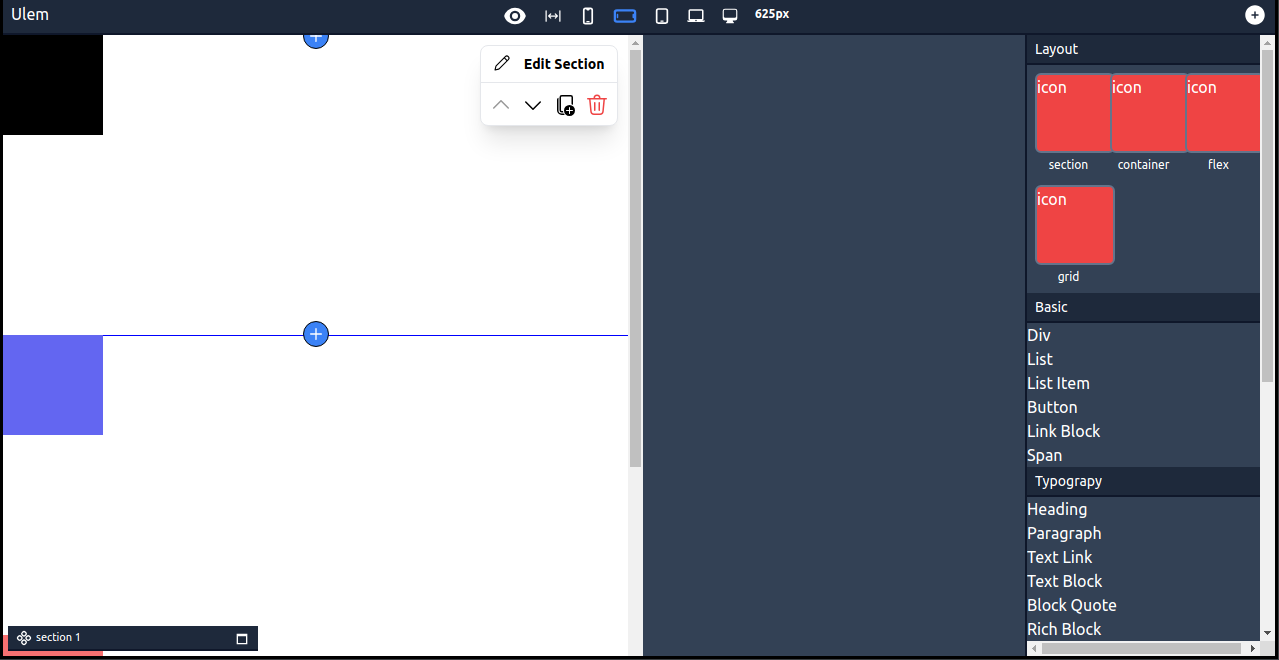 Ulem
625px
Edit Section
Layout
icon icon icon
section container flex
icon
grid
Basic
Div
List
List Item
Button
Link Block
Span
Typograpy
Heading
Paragraph
Text Link
Text Block
Block Quote
Rich Block
section 1